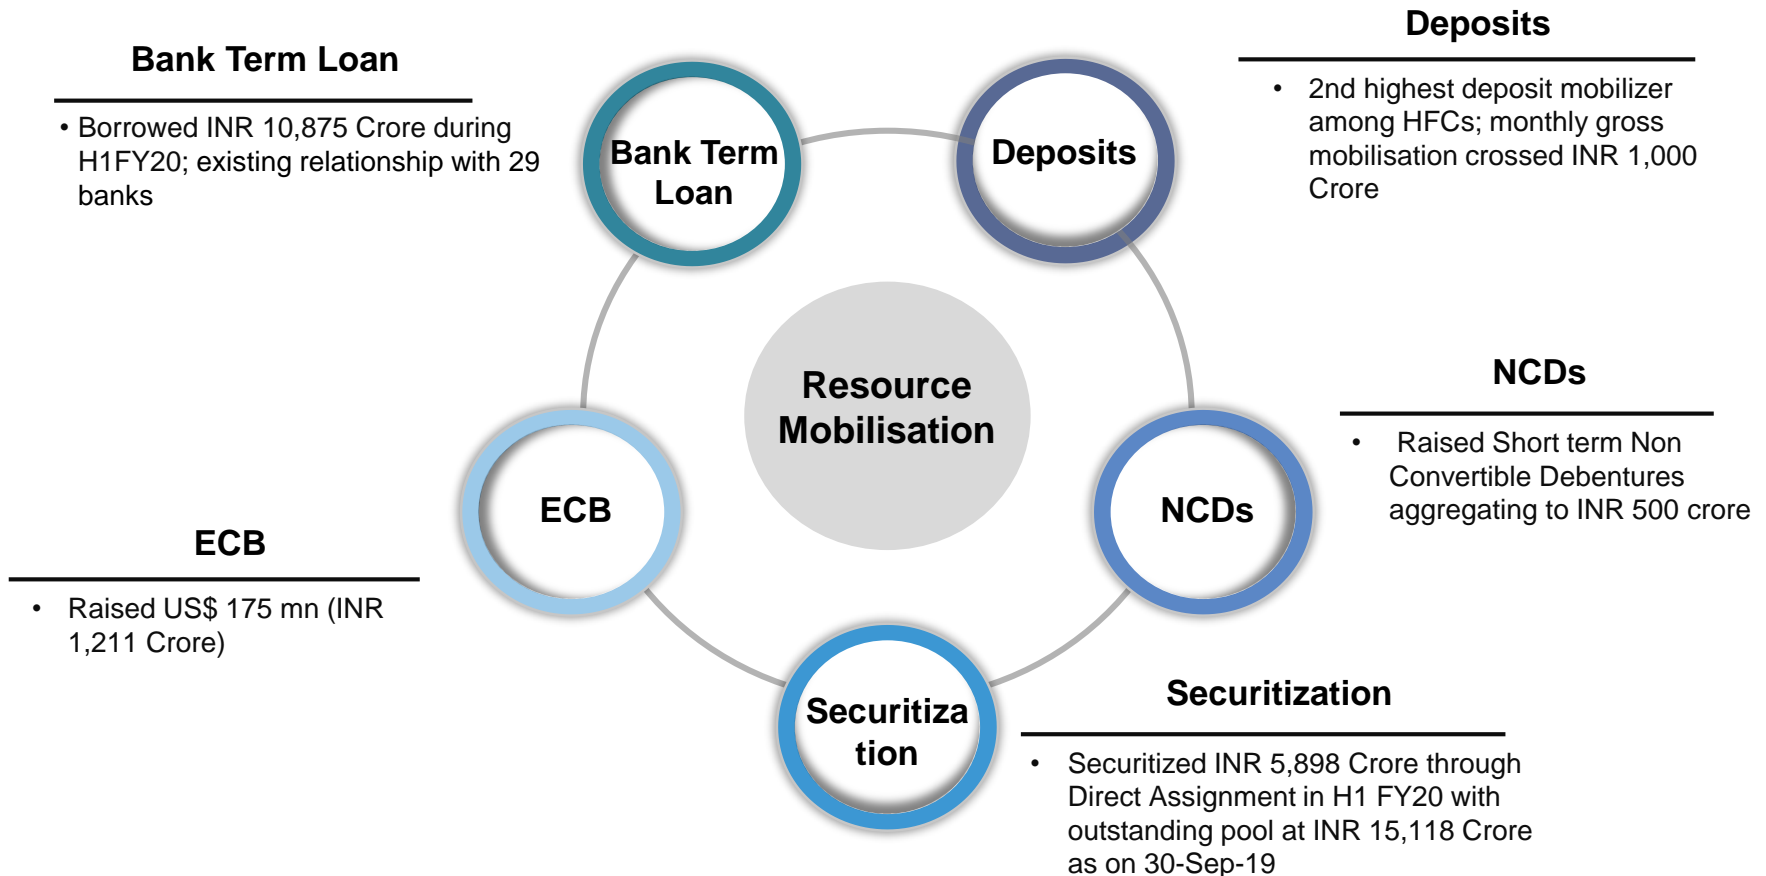 Bank Term Loan
• Borrowed INR 10,875 Crore during
H1FY20; existing relationship with 29
banks
Deposits
• 2nd highest deposit mobilizer
among HFCs; monthly gross
mobilisation crossed INR 1,000
Crore
Bank Term
Loan
Deposits
Resource
Mobilisation
NCDs
• Raised Short term Non
Convertible Debentures
aggregating to INR 500 crore
ECB
NCDs
ECB
• Raised US$ 175 mn (INR
1,211 Crore)
Securitiza
tion
Securitization
• Securitized INR 5,898 Crore through
Direct Assignment in H1 FY20 with
outstanding pool at INR 15,118 Crore
as on 30-Sep-19